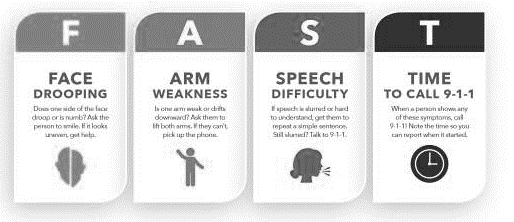 F
FACE
DROOPING
Does one side of the face
droop or is numb? Ask the
person to smile. If it looks
uneven, get help.
A
ARM
WEAKNESS
Is one arm weak or drifts
downward? Ask them to
lift both arms. If they can't,
pick up the phone.
S
SPEECH
DIFFICULTY
If speech is slurred or hard
to understand, get them to
repeat a simple sentence.
Still slurred? Talk to 9-1-1.
T
TIME
TO CALL 9-1-1
When a person shows any
of these symptoms, call
9-1-1! Note the time so you
can report when it started.